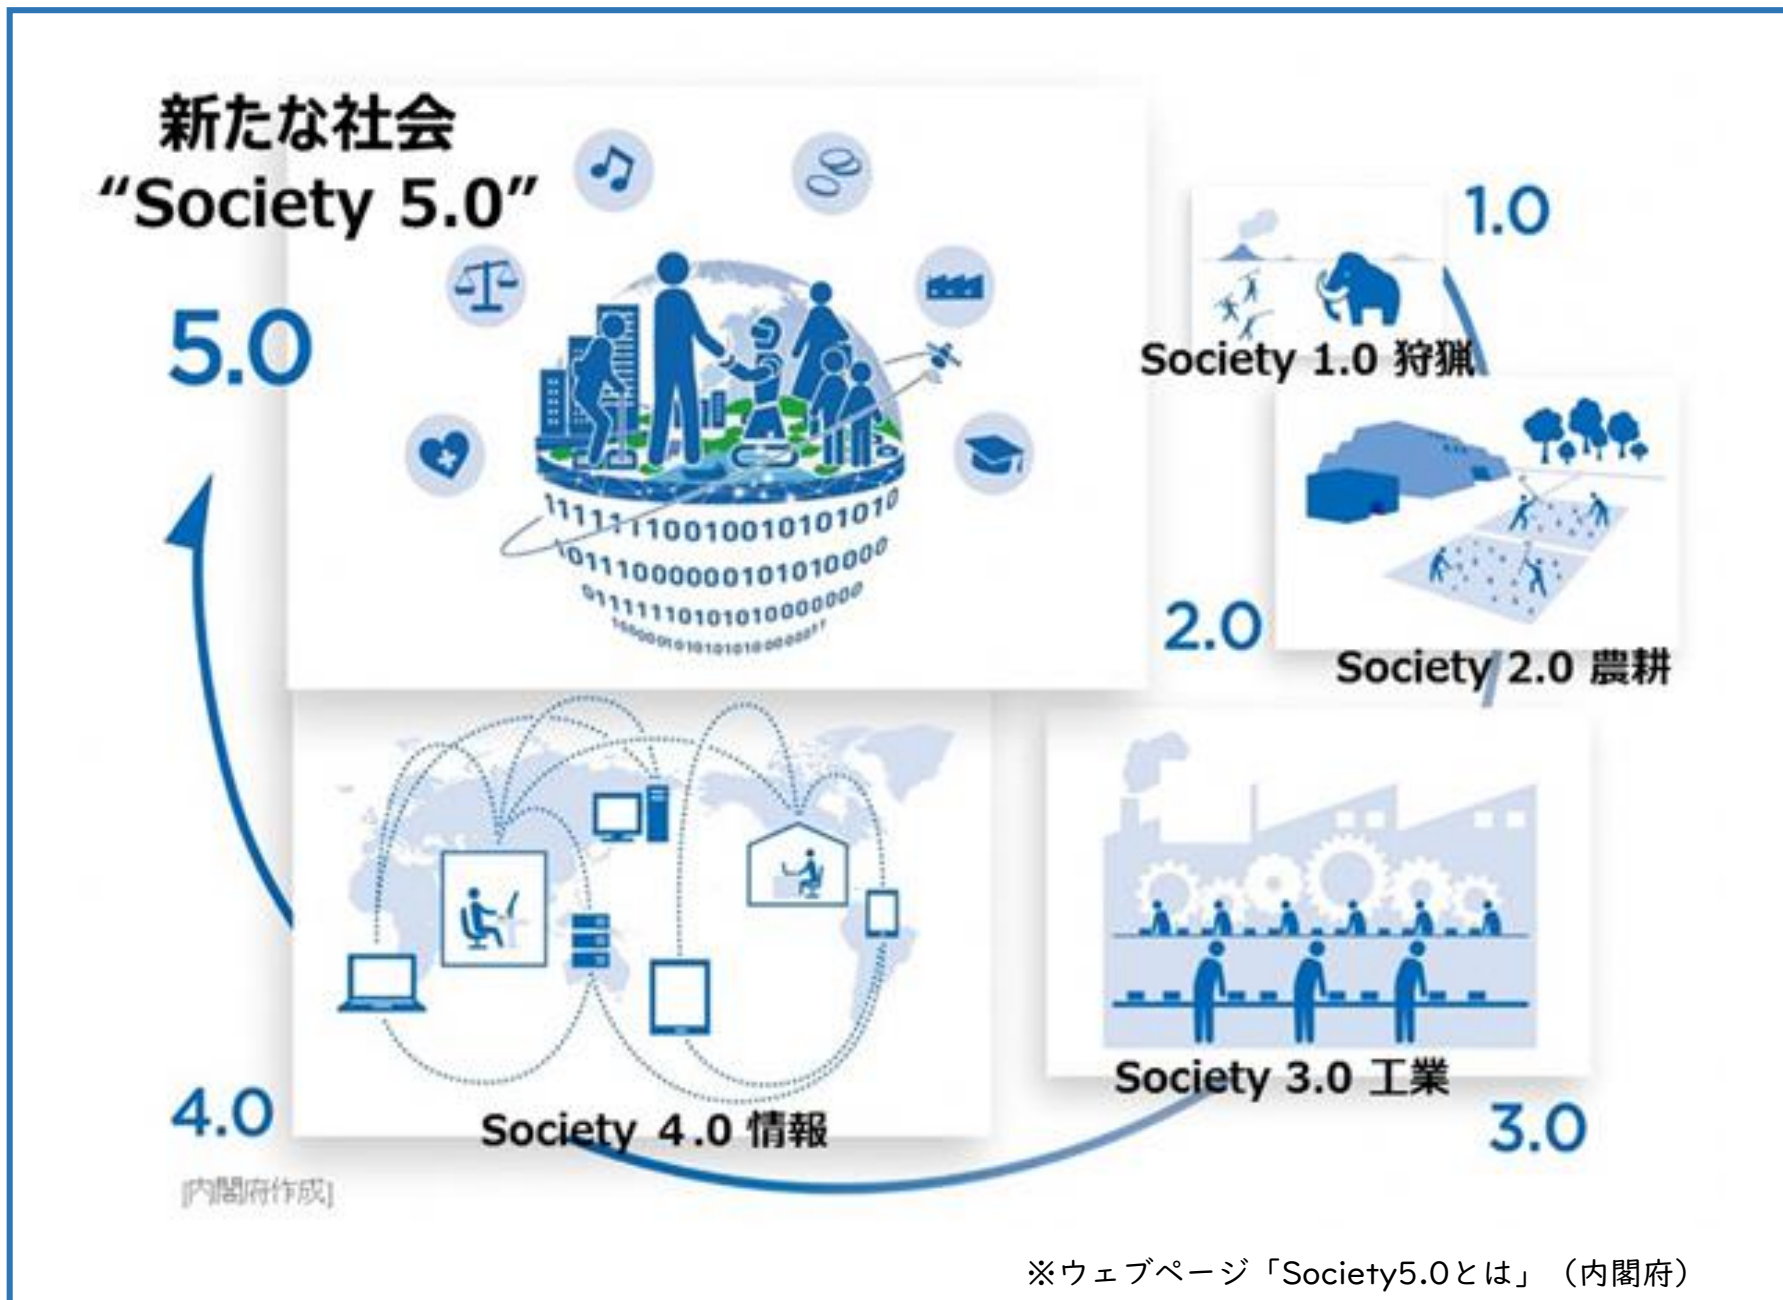 新たな社会
“Society 5.0”
5.0
1.0
Society 1.0 狩猟
2.0
Society 2.0 農耕
Society 3.0 工業
3.0
4.0
Society 4.0 情報
[内閣府作成]
11111111001001010101010
※ウェブページ「Society5.0とは」（内閣府）